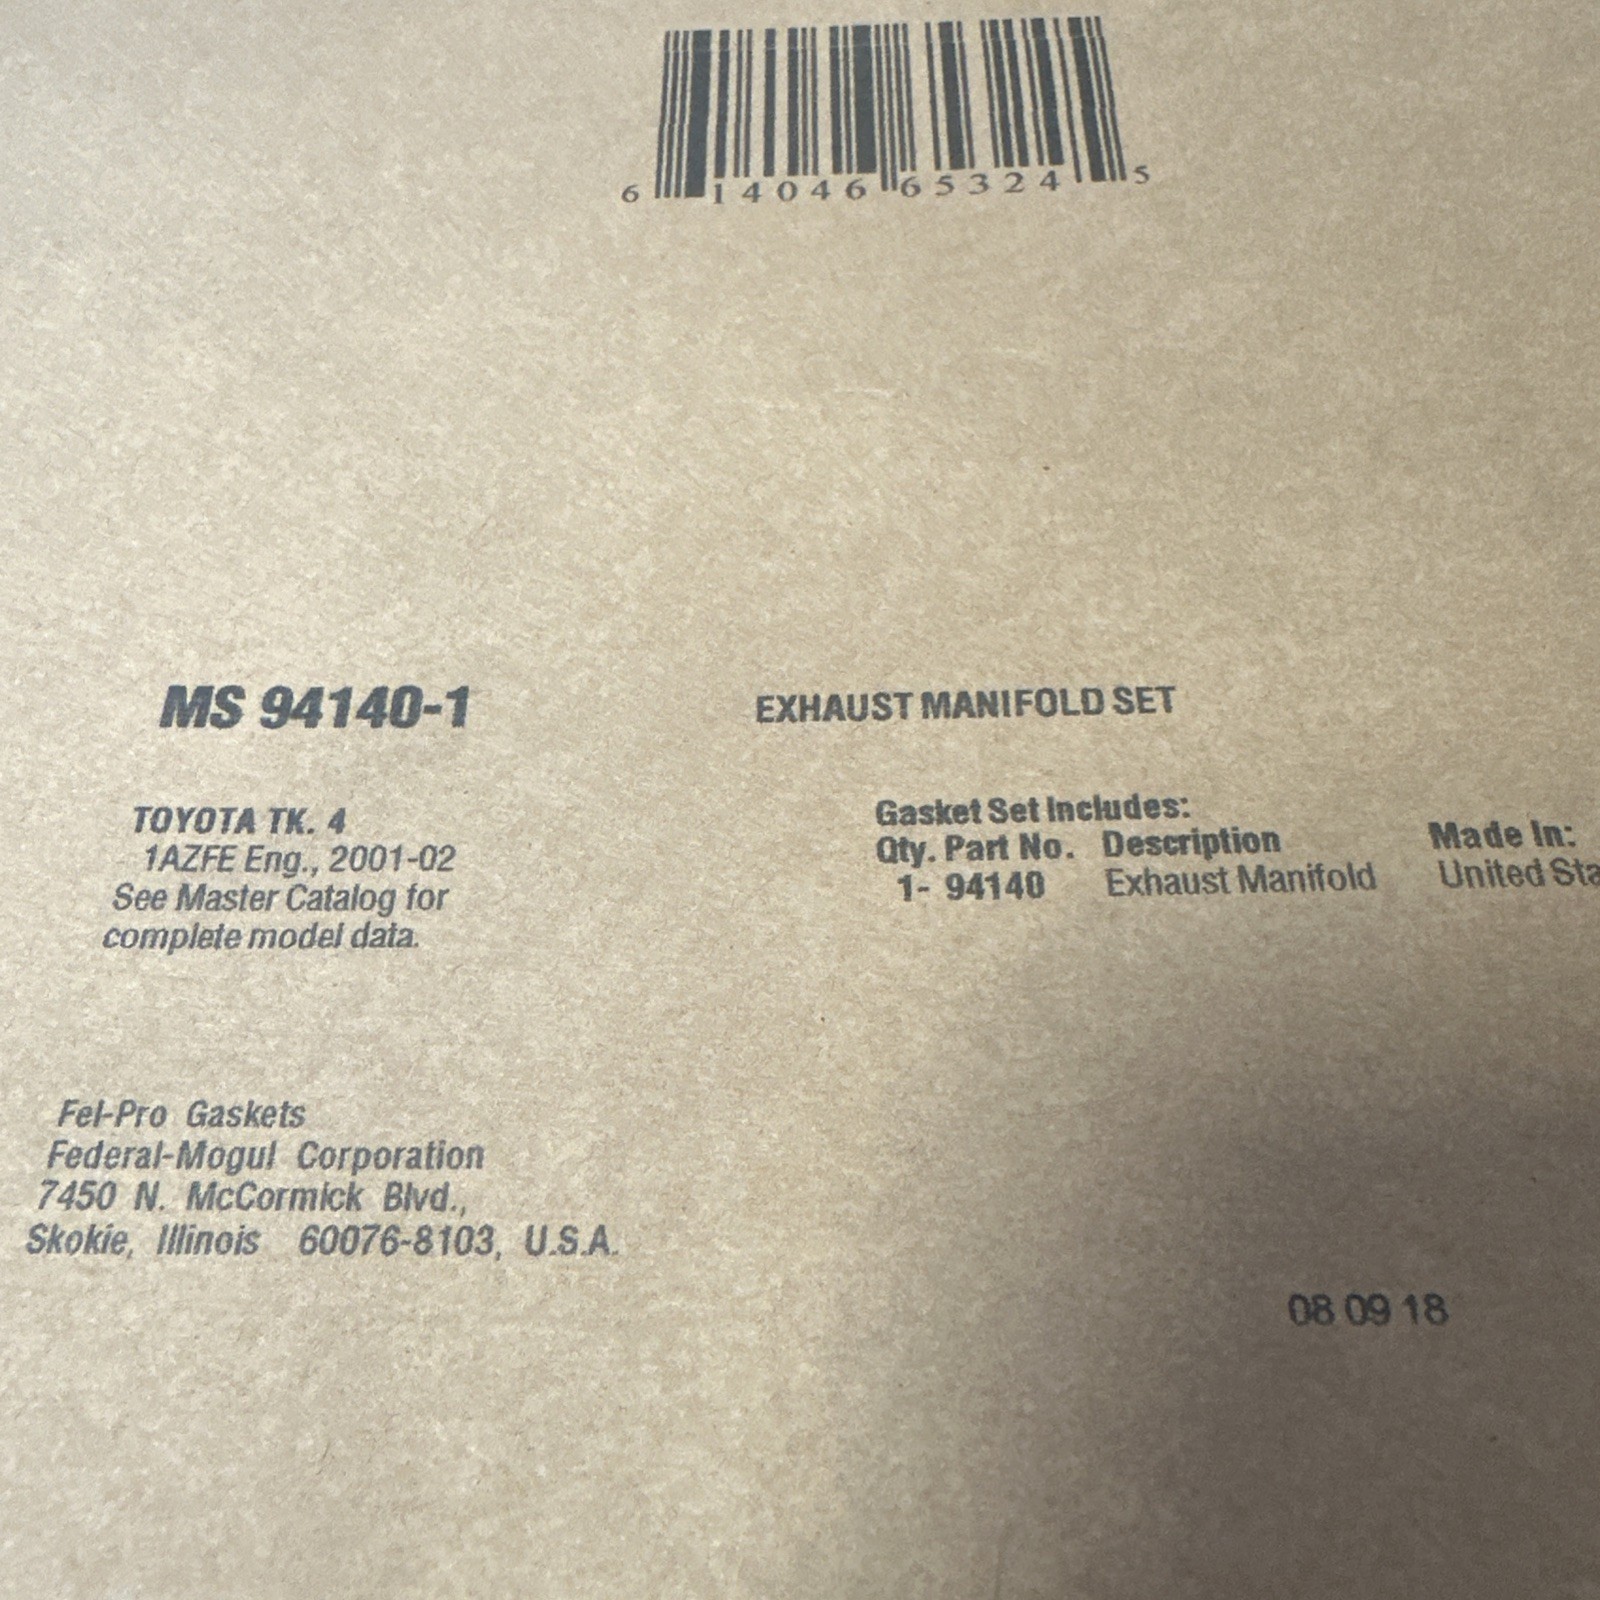 6 14046 65324 5
MS 94140-1
EXHAUST MANIFOLD SET
TOYOTA TK. 4
1AZFE Eng., 2001-02
See Master Catalog for
complete model data.
Gasket Set Includes:
Qty. Part No. Description Made In:
1- 94140 Exhaust Manifold United Sta
Fel-Pro Gaskets
Federal-Mogul Corporation
7450 N. McCormick Blvd.,
Skokie, Illinois 60076-8103, U.S.A.
08 09 18